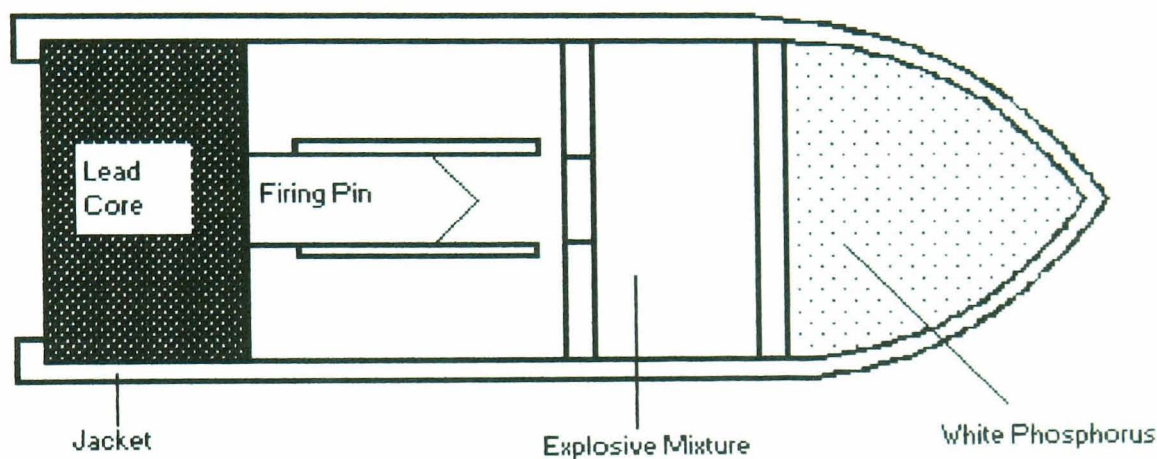 Lead
Core
Firing Pin
Jacket
Explosive Mixture
White Phosphorus